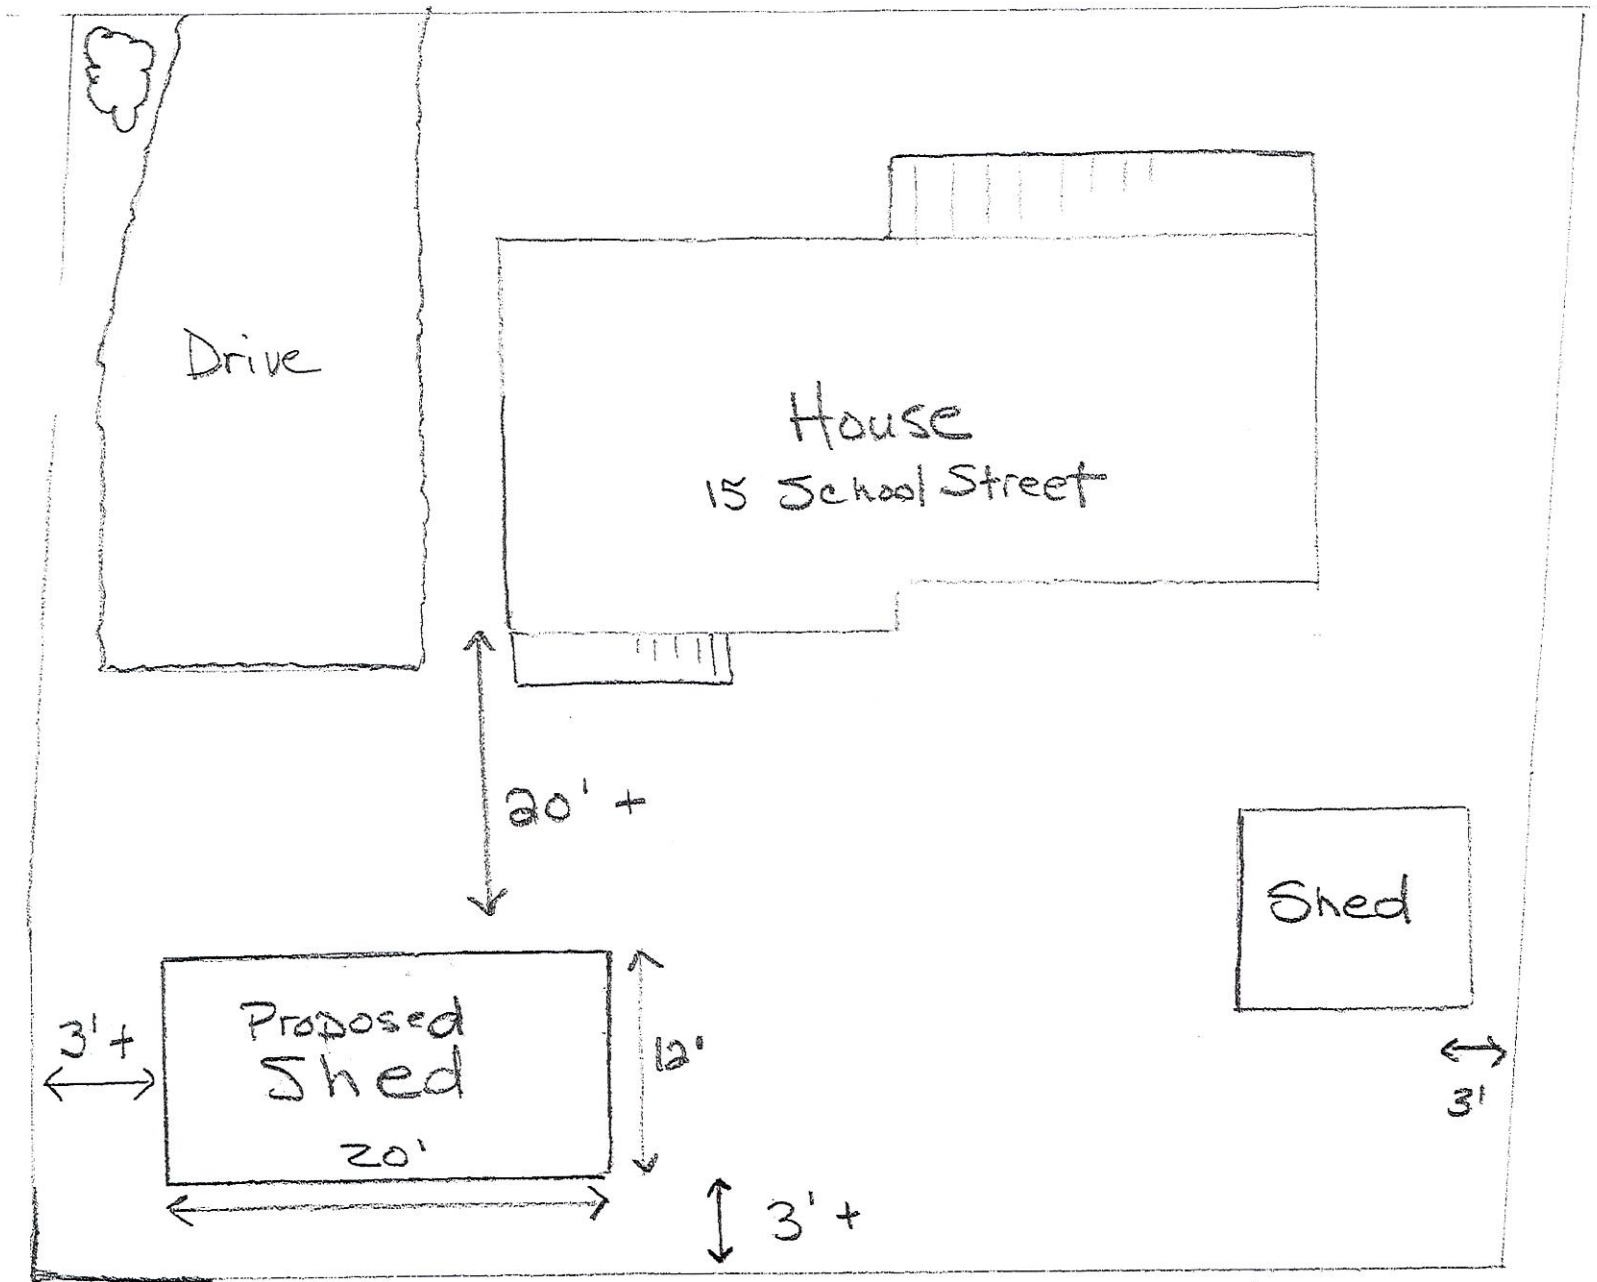 Drive
House
15 School Street
20' +
Shed
3'
Proposed
Shed
20'
12'
3' +
3' +